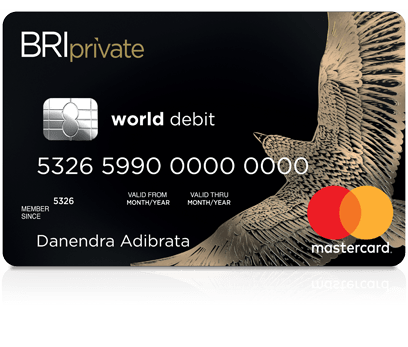 BRI private
world debit
5326 5990 0000 0000
5326
MEMBER SINCE
VALID FROM MONTH/YEAR
VALID THRU MONTH/YEAR
Danendra Adibrata
mastercard